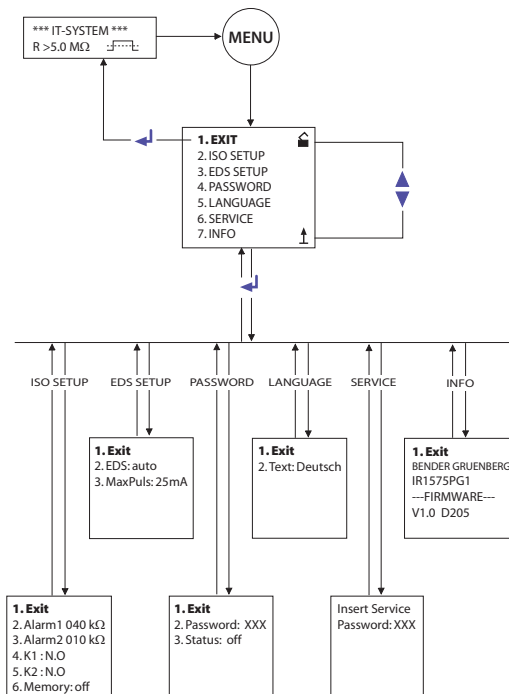 *** IT-SYSTEM ***
R >5.0 MΩ
MENU
1. EXIT
2. ISO SETUP
3. EDS SETUP
4. PASSWORD
5. LANGUAGE
6. SERVICE
7. INFO
ISO SETUP
EDS SETUP
PASSWORD
LANGUAGE
SERVICE
INFO
1. Exit
2. EDS: auto
3. MaxPuls: 25mA
1. Exit
2. Text: Deutsch
1. Exit
BENDER GRUENBERG
IR1575PG1
---FIRMWARE---
V1.0 D205
1. Exit
2. Alarm1 040 kΩ
3. Alarm2 010 kΩ
4. K1 : N.O
5. K2 : N.O
6. Memory: off
1. Exit
2. Password: XXX
3. Status: off
Insert Service
Password: XXX